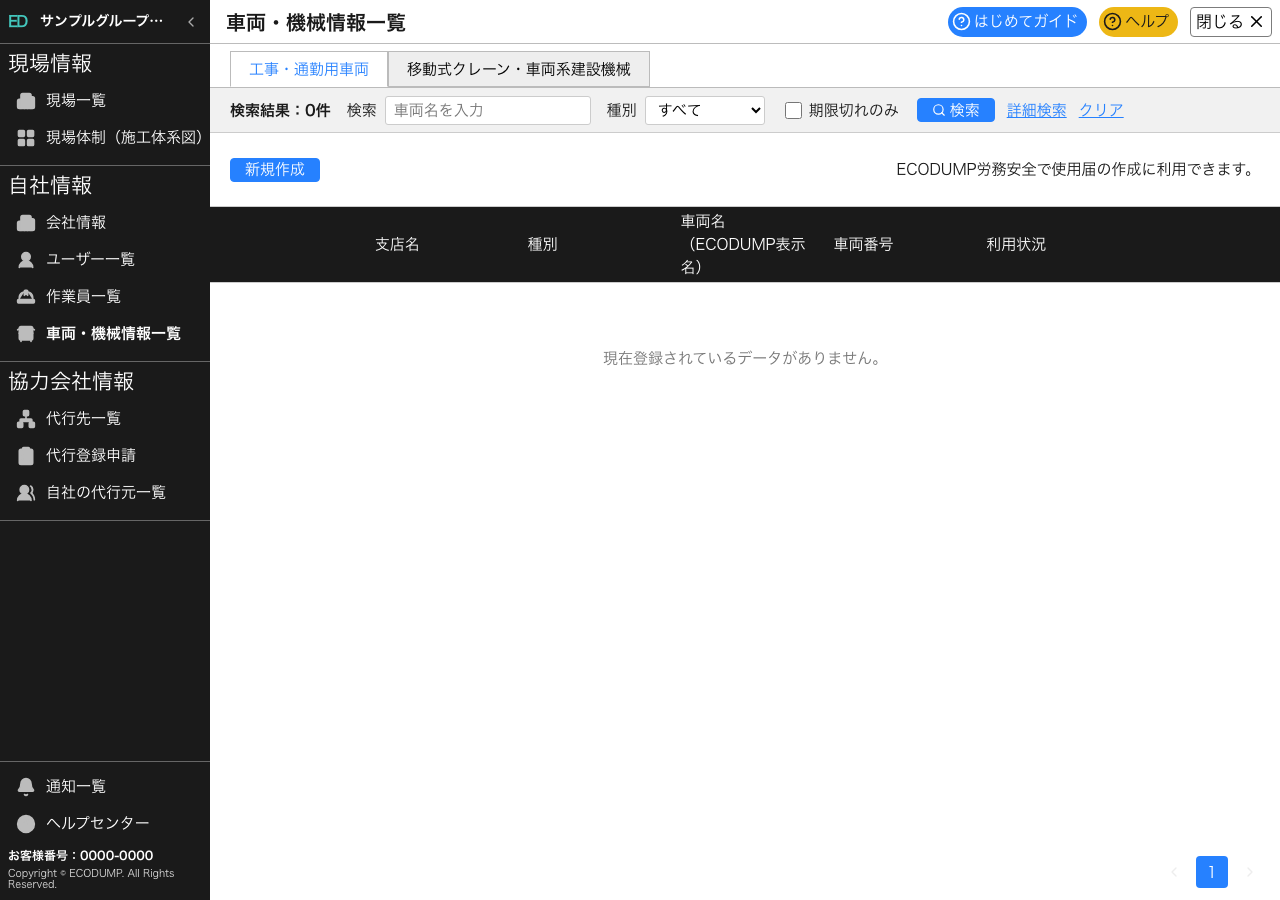 ED サンプルグループ…
現場情報
現場一覧
現場体制（施工体系図）
自社情報
会社情報
ユーザー一覧
作業員一覧
車両・機械情報一覧
協力会社情報
代行先一覧
代行登録申請
自社の代行元一覧
通知一覧
ヘルプセンター
お客様番号：0000-0000
Copyright © ECODUMP. All Rights
Reserved.
車両・機械情報一覧
はじめてガイド ヘルプ 閉じる
工事・通勤用車両 移動式クレーン・車両系建設機械
検索結果：0件 検索 車両名を入力 種別 すべて 期限切れのみ 検索 詳細検索 クリア
新規作成 ECODUMP労務安全で使用届の作成に利用できます。
支店名 種別 車両名（ECODUMP表示名） 車両番号 利用状況
現在登録されているデータがありません。
1